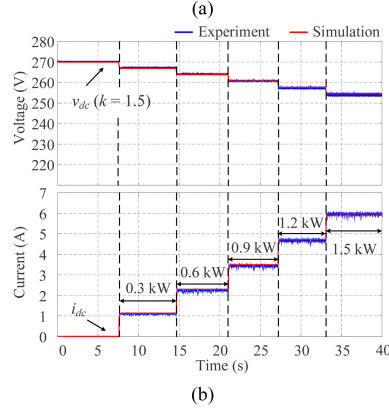 (a)
Experiment Simulation
280
270
260
250
240
230
220
210
Voltage (V)
v_dc (k = 1.5)
7
6
5
4
3
2
1
0
Current (A)
0.3 kW
0.6 kW
0.9 kW
1.2 kW
1.5 kW
i_dc
0 5 10 15 20 25 30 35 40
Time (s)
(b)